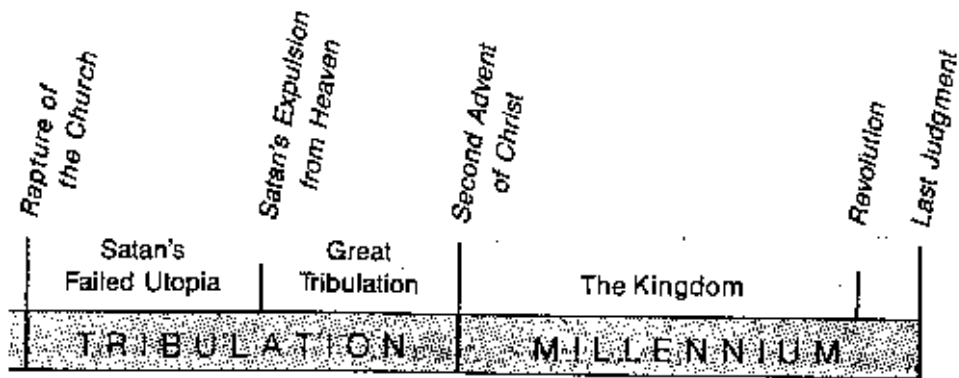 Rapture of
the Church
Satan's Expulsion
from Heaven
Second Advent
of Christ
Revolution
Last Judgment
Satan's
Failed Utopia
Great
Tribulation
The Kingdom
TRIBULATION
MILLENNIUM